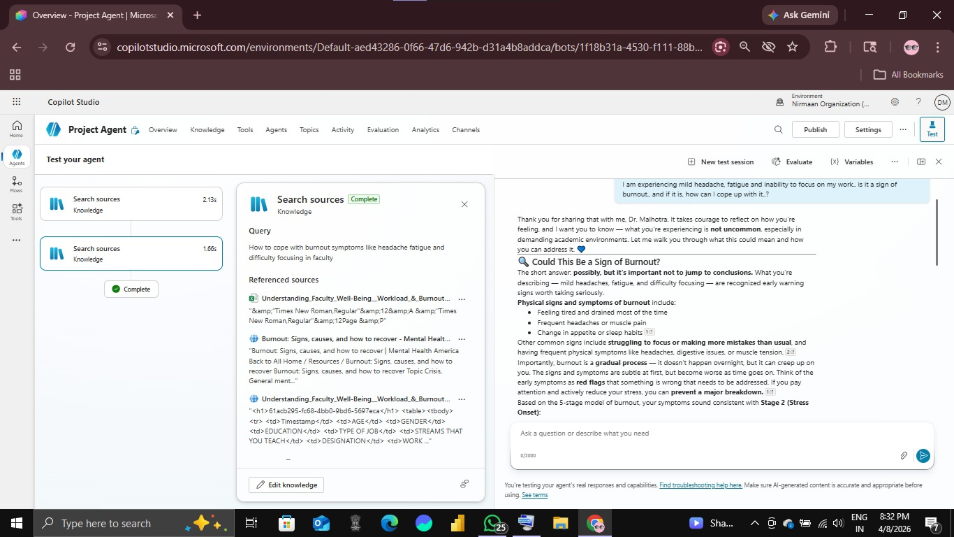 Overview - Project Agent | Micros
Ask Gemini
copilotstudio.microsoft.com/environments/Default-aed43286-0f66-47d6-942b-d31a4b8addca/bots/1f18b31a-4530-f111-88b...
All Bookmarks
Copilot Studio
Environment
Nirmaan Organization (...
DM
Home
Agents
Flows
Tools
Project Agent
Overview
Knowledge
Tools
Agents
Topics
Activity
Evaluation
Analytics
Channels
Publish
Settings
Test
Test your agent
New test session
Evaluate
Variables
Search sources
2.13s
Knowledge
Search sources
1.66s
Knowledge
Complete
Search sources Complete
Knowledge
Query
How to cope with burnout symptoms like headache fatigue and
difficulty focusing in faculty
Referenced sources
Understanding_Faculty_Well-Being__Workload_&_Burnout...
"&amp;"Times New Roman,Regular"&amp;12&amp;A &amp;"Times
New Roman,Regular"&amp;12Page &amp;P"
Burnout: Signs, causes, and how to recover - Mental Healt...
"Burnout: Signs, causes, and how to recover | Mental Health America
Back to All Home / Resources / Burnout: Signs, causes, and how to
recover Burnout: Signs, causes, and how to recover Topic Crisis,
General ment..."
Understanding_Faculty_Well-Being__Workload_&_Burnout...
"<h1>61acb295-fc68-4bb0-9bd6-5697eca</h1> <table><tbody>
<tr> <td>Timestamp</td> <td>AGE</td> <td>GENDER</td>
<td>EDUCATION</td> <td>TYPE OF JOB</td> <td>STREAMS THAT
YOU TEACH</td> <td>DESIGNATION</td> <td>WORK ..."
Edit knowledge
I am experiencing mild headache, fatigue and inability to focus on my work.. is it a sign of
burnout.. and if it is, how can I cope up with it..?
Thank you for sharing that with me, Dr. Malhotra. It takes courage to reflect on how you're
feeling, and I want you to know — what you're experiencing is not uncommon, especially in
demanding academic environments. Let me walk you through what this could mean and how
you can address it. 💙
🔍 Could This Be a Sign of Burnout?
The short answer: possibly, but it's important not to jump to conclusions. What you're
describing — mild headaches, fatigue, and difficulty focusing — are recognized early warning
signs worth taking seriously.
Physical signs and symptoms of burnout include:
• Feeling tired and drained most of the time
• Frequent headaches or muscle pain
• Change in appetite or sleep habits 1
Other common signs include struggling to focus or making more mistakes than usual, and
having frequent physical symptoms like headaches, digestive issues, or muscle tension. 2
Importantly, burnout is a gradual process — it doesn't happen overnight, but it can creep up on
you. The signs and symptoms are subtle at first, but become worse as time goes on. Think of the
early symptoms as red flags that something is wrong that needs to be addressed. If you pay
attention and actively reduce your stress, you can prevent a major breakdown. 1
Based on the 5-stage model of burnout, your symptoms sound consistent with Stage 2 (Stress
Onset):
Ask a question or describe what you need
You're testing your agent's real responses and capabilities. Find troubleshooting help here. Make sure AI-generated content is accurate and appropriate before
using. See terms
Type here to search
25
Sha...
ENG
IN
8:32 PM
4/8/2026
7